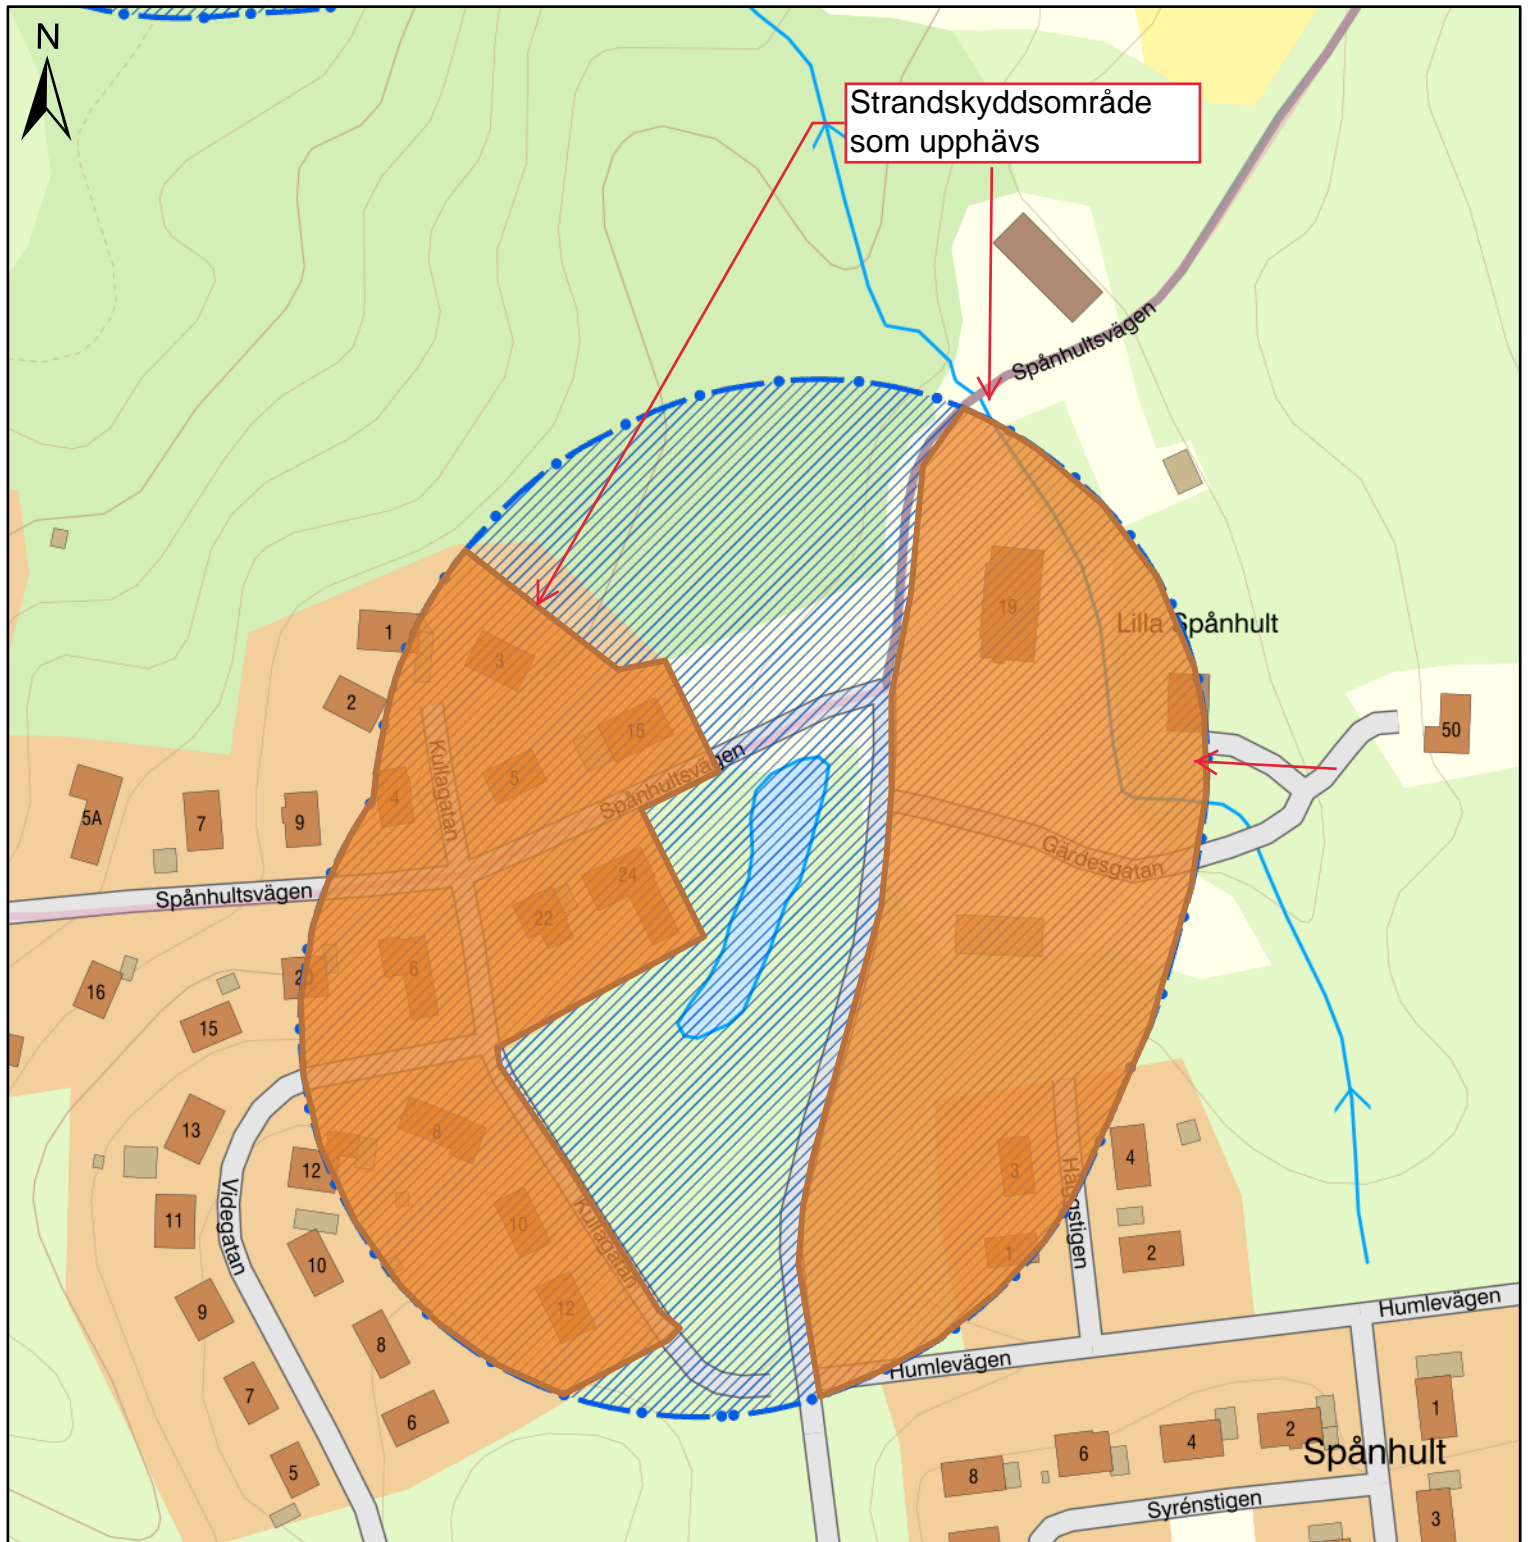 N
Strandskyddsområde
som upphävs
Spånhultsvägen
19
Lilla Spånhult
1
3
2
15
50
Kullagatan
5
Spånhultsvägen
4
5A
7
9
Gärdesgatan
24
Spånhultsvägen
22
6
20
16
15
8
13
12
3
4
Haggstigen
Videgatan
11
10
Kullagatan
10
1
2
12
9
8
Humlevägen
Humlevägen
7
6
1
2
4
6
Spånhult
5
8
Syrénstigen
3